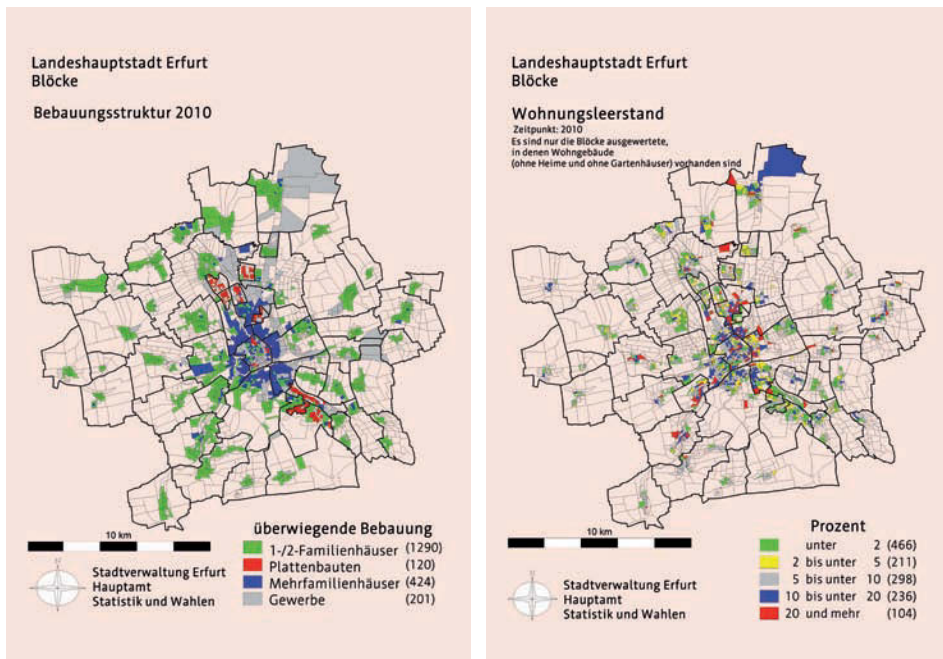 Landeshauptstadt Erfurt
Blöcke
Bebauungsstruktur 2010
10 km
überwiegende Bebauung
1-/2-Familienhäuser (1290)
Plattenbauten (120)
Mehrfamilienhäuser (424)
Gewerbe (201)
Stadtverwaltung Erfurt
Hauptamt
Statistik und Wahlen
Landeshauptstadt Erfurt
Blöcke
Wohnungsleerstand
Zeitpunkt: 2010
Es sind nur die Blöcke ausgewertete,
in denen Wohngebäude
(ohne Heime und ohne Gartenhäuser) vorhanden sind
10 km
Prozent
unter 2 (466)
2 bis unter 5 (211)
5 bis unter 10 (298)
10 bis unter 20 (236)
20 und mehr (104)
Stadtverwaltung Erfurt
Hauptamt
Statistik und Wahlen